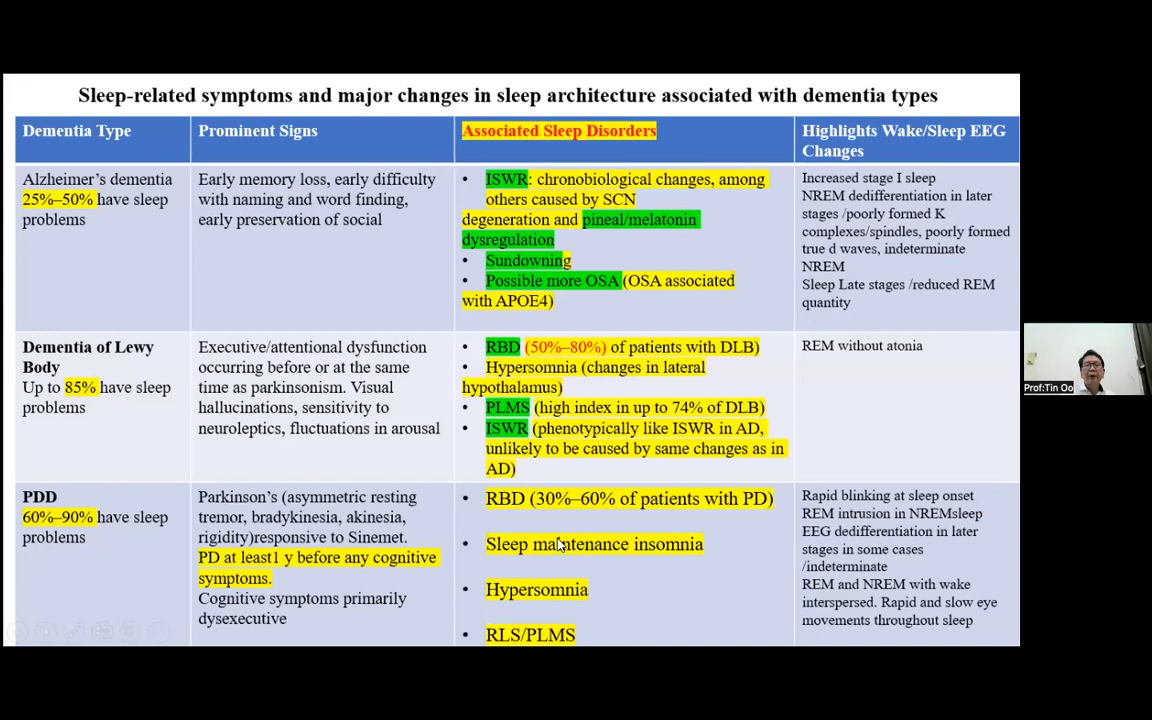 Sleep-related symptoms and major changes in sleep architecture associated with dementia types
Dementia Type
Prominent Signs
Associated Sleep Disorders
Highlights Wake/Sleep EEG
Changes
Alzheimer's dementia
25%–50% have sleep
problems
Early memory loss, early difficulty
with naming and word finding,
early preservation of social
• ISWR: chronobiological changes, among
others caused by SCN
degeneration and pineal/melatonin
dysregulation
• Sundowning
• Possible more OSA (OSA associated
with APOE4)
Increased stage I sleep
NREM dedifferentiation in later
stages /poorly formed K
complexes/spindles, poorly formed
true d waves, indeterminate
NREM
Sleep Late stages /reduced REM
quantity
Dementia of Lewy
Body
Up to 85% have sleep
problems
Executive/attentional dysfunction
occurring before or at the same
time as parkinsonism. Visual
hallucinations, sensitivity to
neuroleptics, fluctuations in arousal
• RBD (50%–80%) of patients with DLB)
• Hypersomnia (changes in lateral
hypothalamus)
• PLMS (high index in up to 74% of DLB)
• ISWR (phenotypically like ISWR in AD,
unlikely to be caused by same changes as in
AD)
REM without atonia
PDD
60%–90% have sleep
problems
Parkinson's (asymmetric resting
tremor, bradykinesia, akinesia,
rigidity)responsive to Sinemet.
PD at least1 y before any cognitive
symptoms.
Cognitive symptoms primarily
dysexecutive
• RBD (30%–60% of patients with PD)
• Sleep maintenance insomnia
• Hypersomnia
• RLS/PLMS
Rapid blinking at sleep onset
REM intrusion in NREMsleep
EEG dedifferentiation in later
stages in some cases
/indeterminate
REM and NREM with wake
interspersed. Rapid and slow eye
movements throughout sleep
Prof:Tin Oo